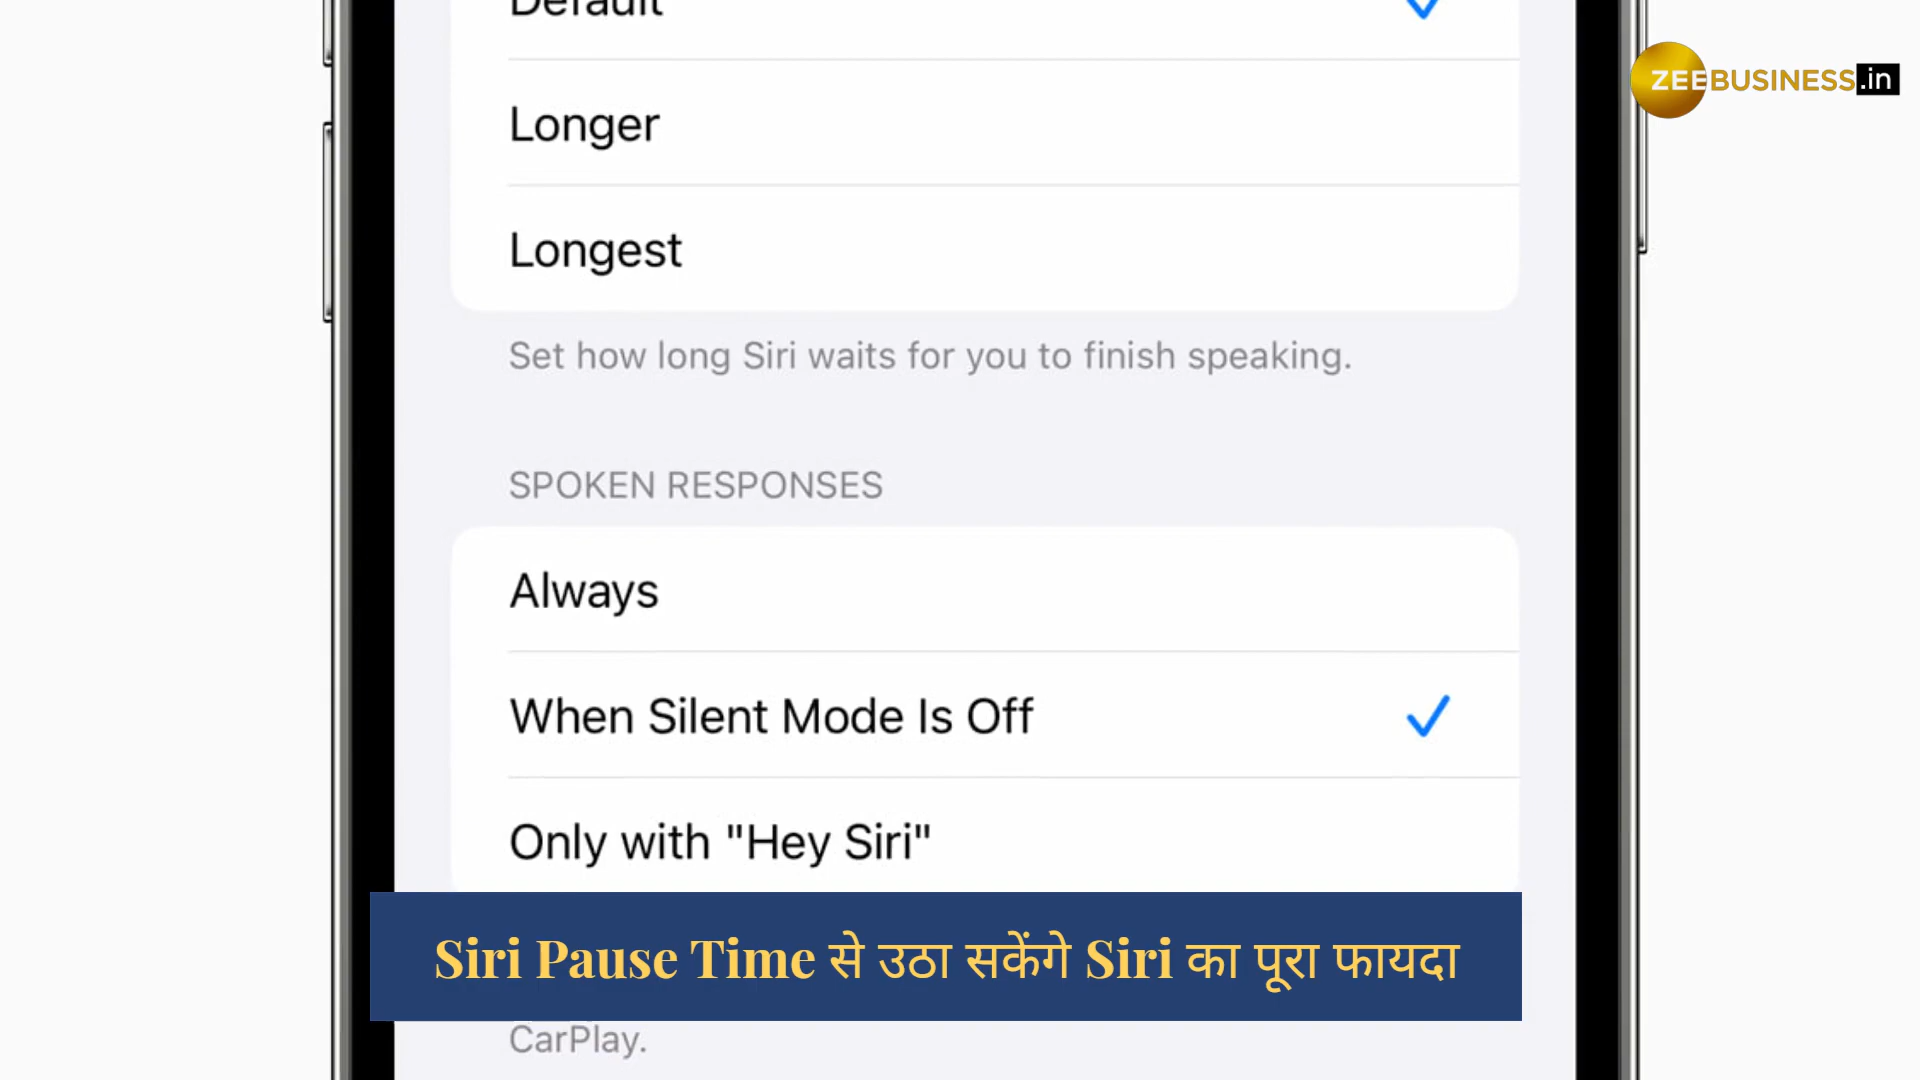 Default
ZEEBUSINESS.in
Longer
Longest
Set how long Siri waits for you to finish speaking.
SPOKEN RESPONSES
Always
When Silent Mode Is Off
Only with "Hey Siri"
Siri Pause Time से उठा सकेंगे Siri का पूरा फायदा
CarPlay.